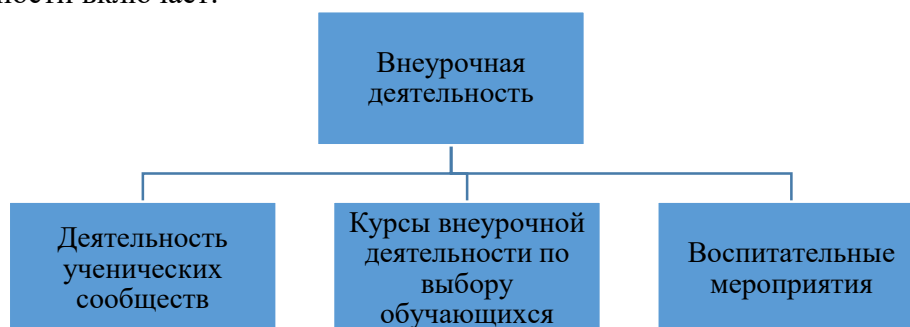 Внеурочная
деятельность
Деятельность
ученических
сообществ
Курсы внеурочной
деятельности по
выбору
обучающихся
Воспитательные
мероприятия